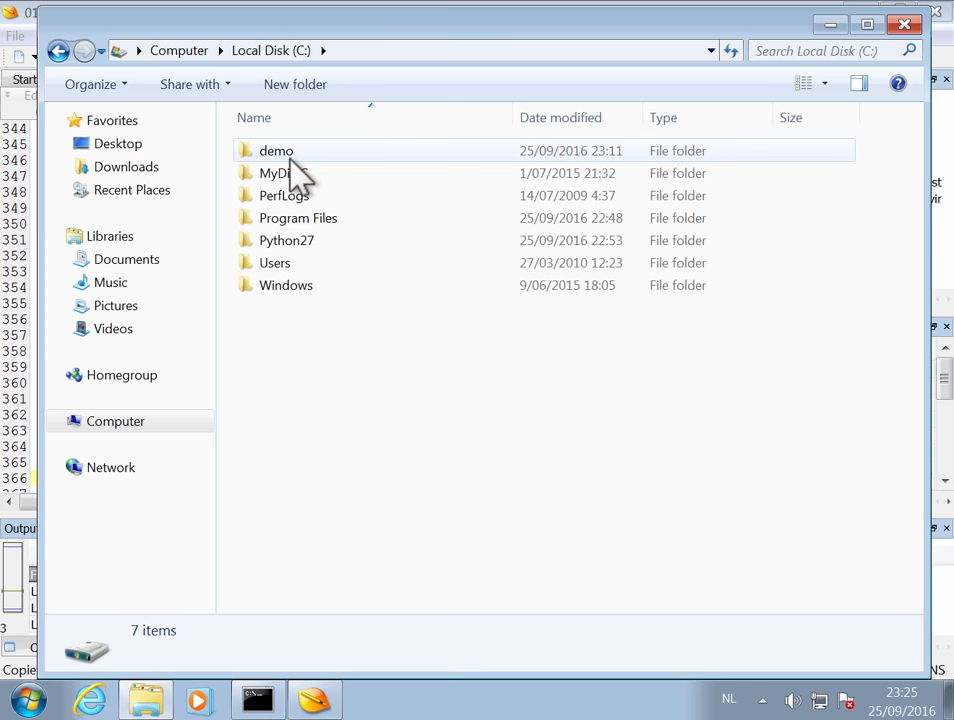 01
File
Computer Local Disk (C:)
Search Local Disk (C:)
Organize Share with New folder
Start
Name Date modified Type Size
Favorites
Desktop
Downloads
Recent Places
Libraries
Documents
Music
Pictures
Videos
Homegroup
Computer
Network
demo 25/09/2016 23:11 File folder
1/07/2015 21:32 File folder
PerfLogs 14/07/2009 4:37 File folder
Program Files 25/09/2016 22:48 File folder
Python27 25/09/2016 22:53 File folder
Users 27/03/2010 12:23 File folder
Windows 9/06/2015 18:05 File folder
344
345
346
347
348
349
350
351
352
353
354
355
356
357
358
359
360
361
362
363
364
365
366
7 items
3
NL
23:25
25/09/2016